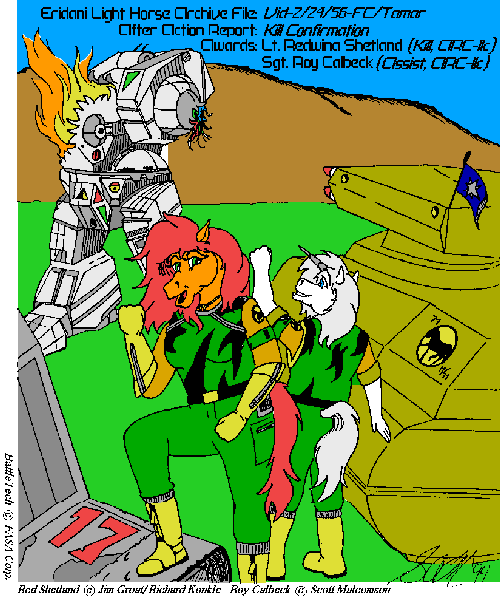 Eridani Light Horse Archive File: Vid-2/24/56-FC/Tamar
After Action Report: Kill Confirmation
Awards: Lt. Redwina Shetland (Kill, CIRC-IIc)
Sgt. Roy Calbeck (Assist, CIRC-IIc)
17
BattleTech © FASA Corp.
Red Shetland © Jim Groat/Richard Konkle Roy Calbeck © Scott Malcomson